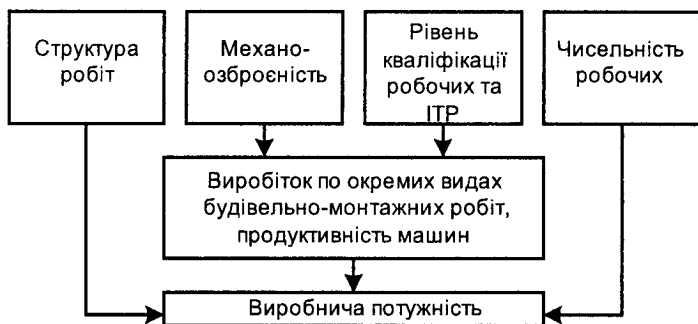 Структура
робіт
Механо-
озброєність
Рівень
кваліфікації
робочих та
ІТР
Чисельність
робочих
Виробіток по окремих видах
будівельно-монтажних робіт,
продуктивність машин
Виробнича потужність